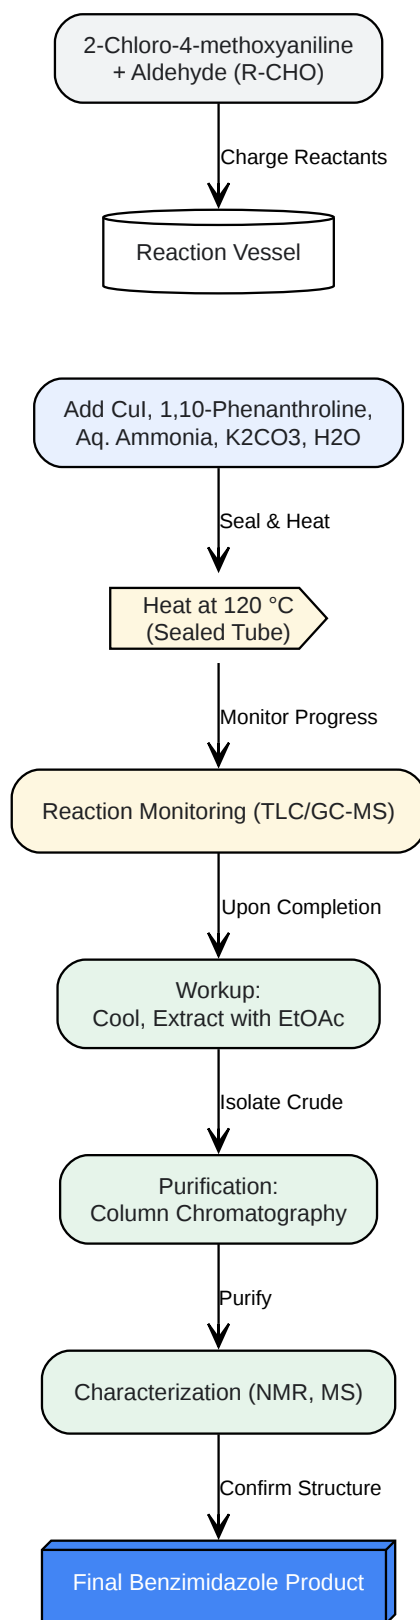 2-Chloro-4-methoxyaniline
+ Aldehyde (R-CHO)
Charge Reactants
Reaction Vessel
Add CuI, 1,10-Phenanthroline,
Aq. Ammonia, K2CO3, H2O
Seal & Heat
Heat at 120 °C
(Sealed Tube)
Monitor Progress
Reaction Monitoring (TLC/GC-MS)
Upon Completion
Workup:
Cool, Extract with EtOAc
Isolate Crude
Purification:
Column Chromatography
Purify
Characterization (NMR, MS)
Confirm Structure
Final Benzimidazole Product